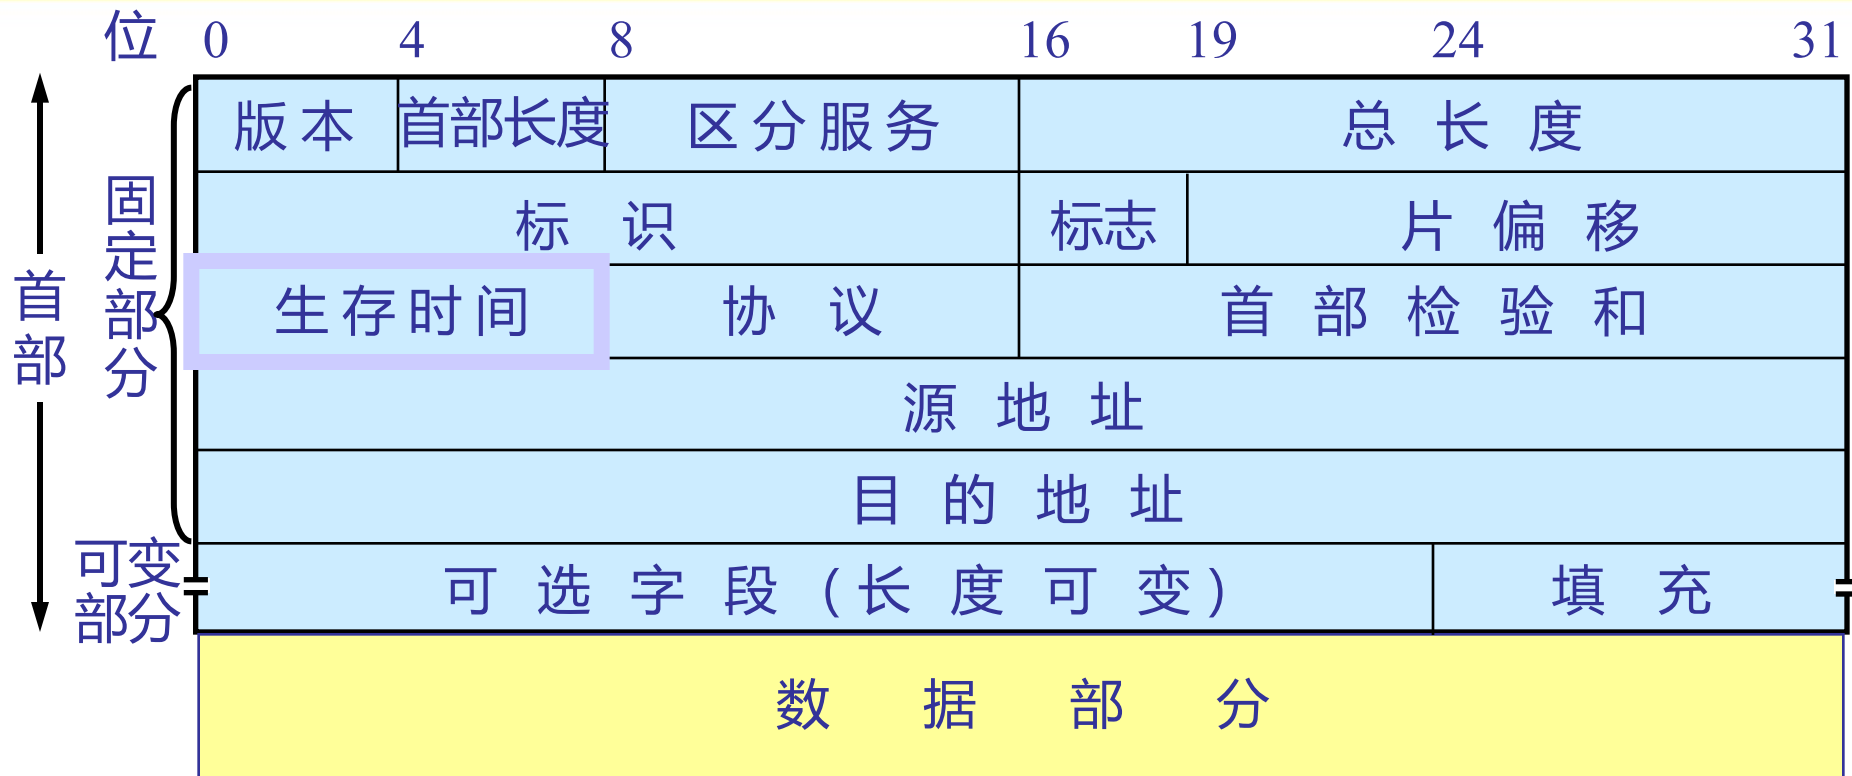 位 0 4 8 16 19 24 31
版本 首部长度 区分服务 总长度
标识 标志 片偏移
生存时间 协议 首部检验和
源地址
目的地址
可选字段(长度可变) 填充
数据部分
首部
固定部分
可变
部分